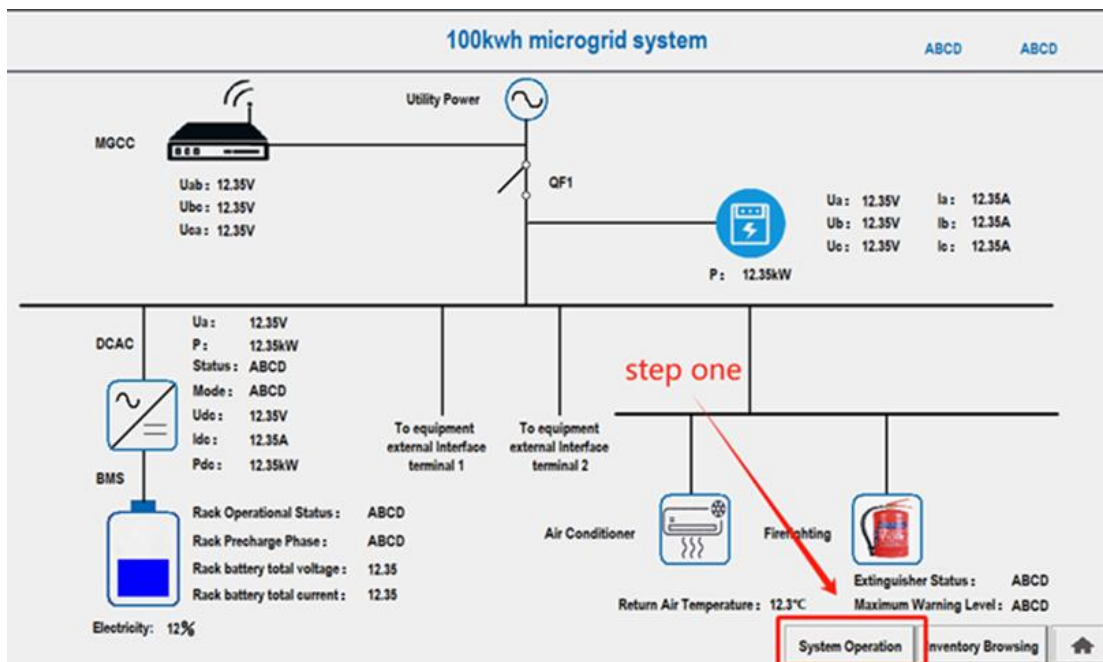 100kwh microgrid system
ABCD ABCD
Utility Power
MGCC
QF1
Uab: 12.35V
Ubc: 12.35V
Uca: 12.35V
Ua: 12.35V Ia: 12.35A
Ub: 12.35V Ib: 12.35A
Uc: 12.35V Ic: 12.35A
P: 12.35kW
DCAC
Ua: 12.35V
P: 12.35kW
Status: ABCD
Mode: ABCD
Udc: 12.35V
Idc: 12.35A
Pdc: 12.35kW
step one
To equipment
external Interface
terminal 1
To equipment
external Interface
terminal 2
BMS
Rack Operational Status: ABCD
Rack Precharge Phase: ABCD
Rack battery total voltage: 12.35
Rack battery total current: 12.35
Electricity: 12%
Air Conditioner
Firefighting
Return Air Temperature: 12.3℃
Extinguisher Status: ABCD
Maximum Warning Level: ABCD
System Operation
Inventory Browsing